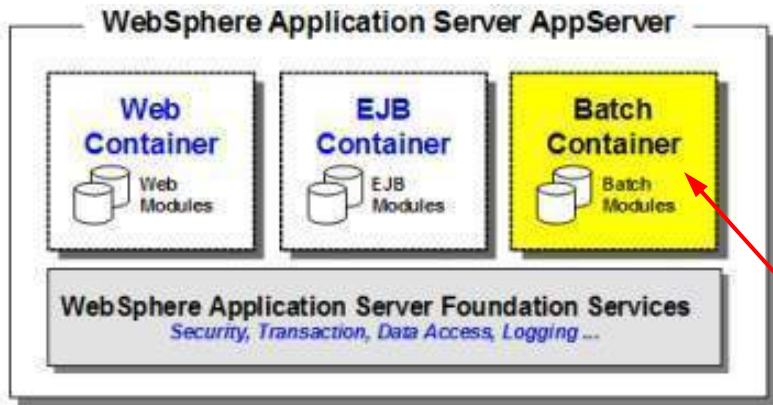 WebSphere Application Server AppServer
Web
Container
Web
Modules
EJB
Container
EJB
Modules
Batch
Container
Batch
Modules
WebSphere Application Server Foundation Services
Security, Transaction, Data Access, Logging ...